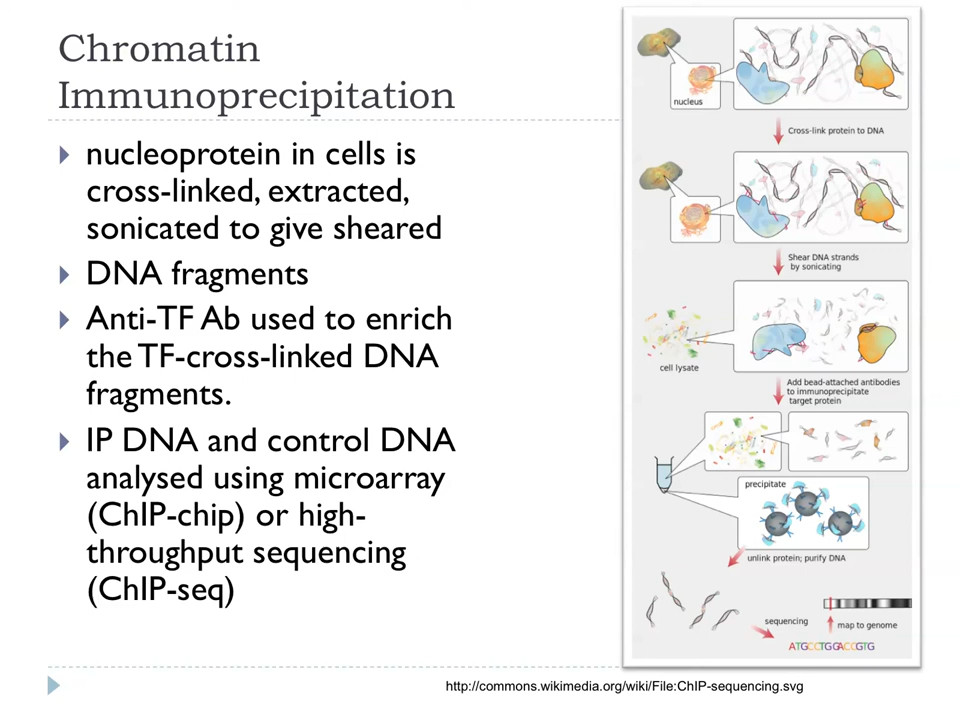 Chromatin
Immunoprecipitation
nucleoprotein in cells is
cross-linked, extracted,
sonicated to give sheared
DNA fragments
Anti-TF Ab used to enrich
the TF-cross-linked DNA
fragments.
IP DNA and control DNA
analysed using microarray
(ChIP-chip) or high-
throughput sequencing
(ChIP-seq)
nucleus
Cross-link protein to DNA
Shear DNA strands
by sonicating
cell lysate
Add bead-attached antibodies
to immunoprecipitate
target protein
precipitate
unlink protein; purify DNA
sequencing
map to genome
ATGCCTGGACCGTG
http://commons.wikimedia.org/wiki/File:ChIP-sequencing.svg